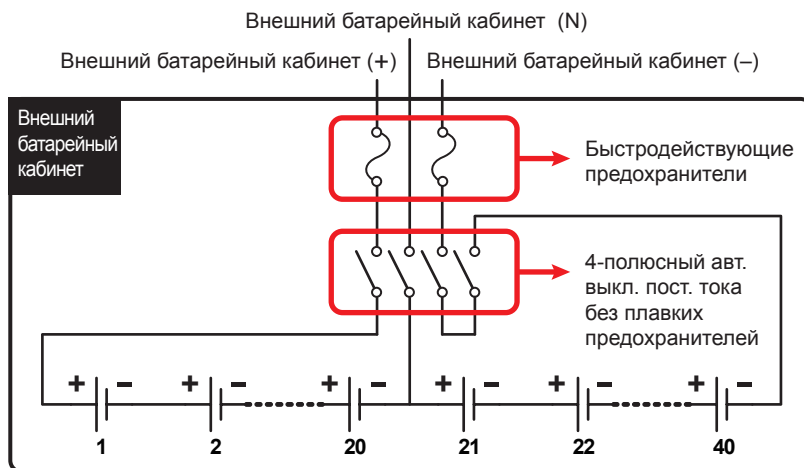 Внешний батарейный кабинет (N)
Внешний батарейный кабинет (+)
Внешний батарейный кабинет (–)
Внешний
батарейный
кабинет
Быстродействующие
предохранители
4-полюсный авт.
выкл. пост. тока
без плавких
предохранителей
+ – + – + – + – + – + –
1 2 20 21 22 40